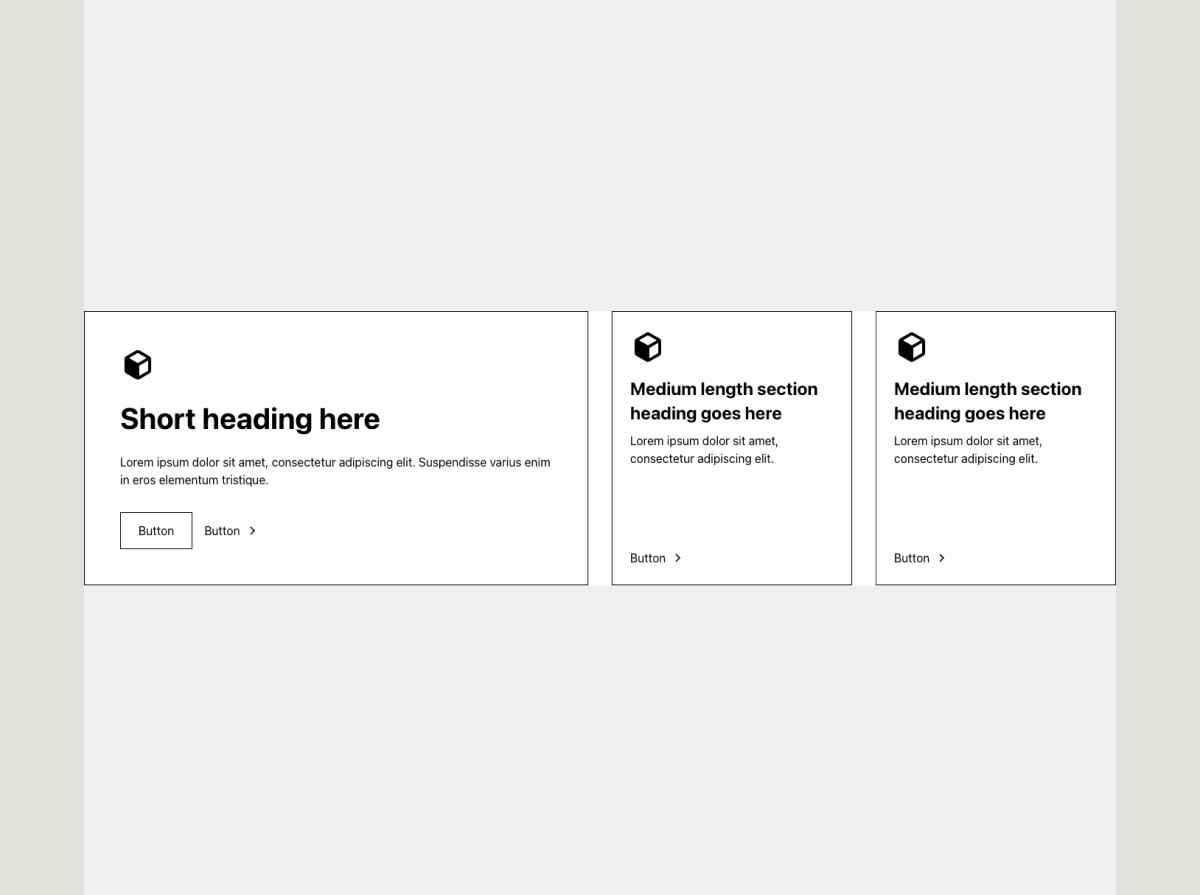 Short heading here
Lorem ipsum dolor sit amet, consectetur adipiscing elit. Suspendisse varius enim
in eros elementum tristique.
Button
Button
Medium length section
heading goes here
Lorem ipsum dolor sit amet,
consectetur adipiscing elit.
Button
Medium length section
heading goes here
Lorem ipsum dolor sit amet,
consectetur adipiscing elit.
Button